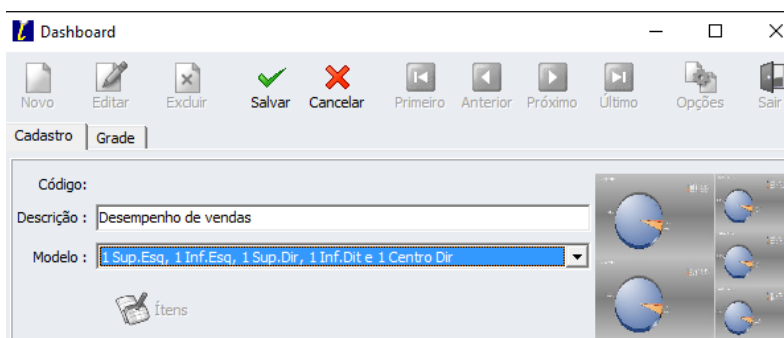 Dashboard
Novo Editar Excluir Salvar Cancelar Primeiro Anterior Próximo Último Opções Sair
Cadastro Grade
Código:
Descrição : Desempenho de vendas
Modelo : 1 Sup.Esq, 1 Inf.Esq, 1 Sup.Dir, 1 Inf.Dit e 1 Centro Dir
Ítens